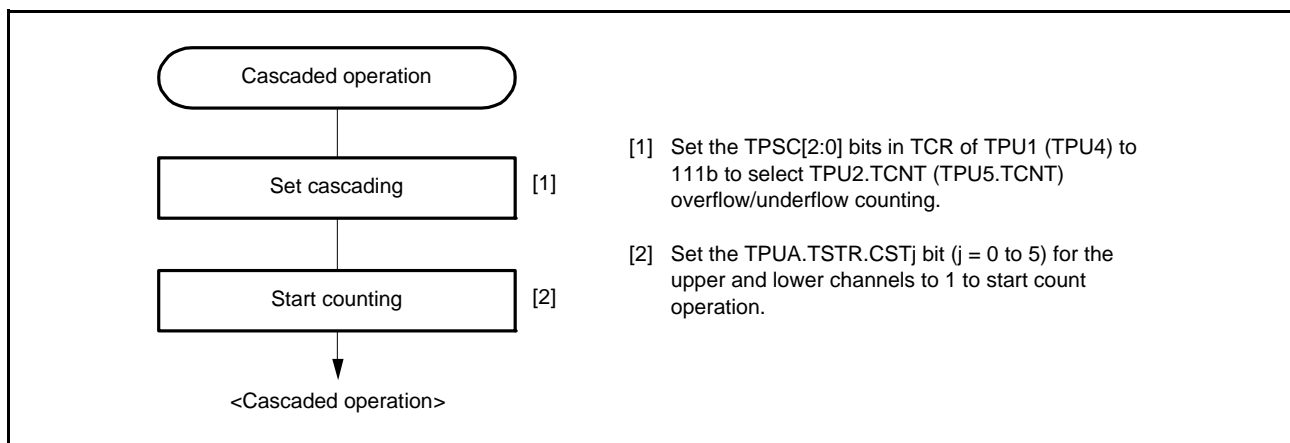 Cascaded operation
Set cascading
[1]
Start counting
[2]
<Cascaded operation>
[1] Set the TPSC[2:0] bits in TCR of TPU1 (TPU4) to
111b to select TPU2.TCNT (TPU5.TCNT)
overflow/underflow counting.
[2] Set the TPUA.TSTR.CSTj bit (j = 0 to 5) for the
upper and lower channels to 1 to start count
operation.